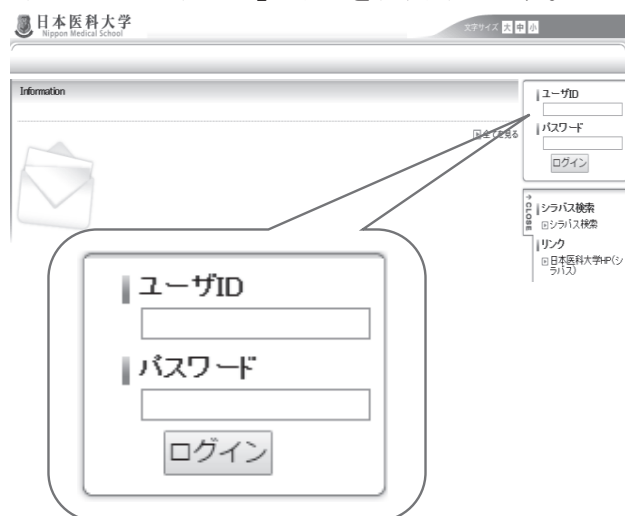 日本医科大学
Nippon Medical School
文字サイズ 大 中 小
Information
全てを見る
ユーザID
パスワード
ログイン
CLOSE
シラバス検索
シラバス検索
リンク
日本医科大学HP(シ
ラバス)
ユーザID
パスワード
ログイン